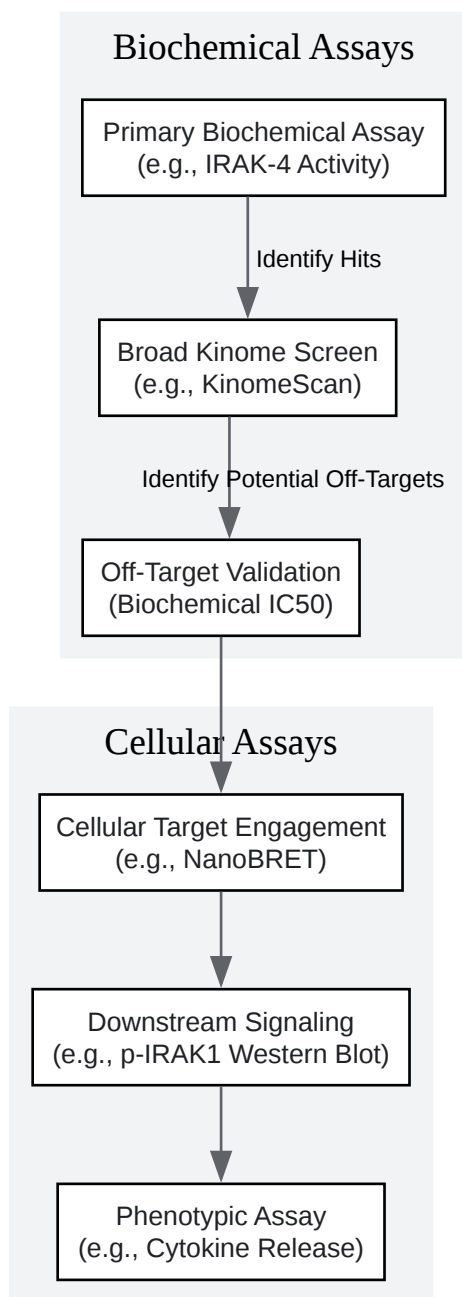 Biochemical Assays
Primary Biochemical Assay
(e.g., IRAK-4 Activity)
Identify Hits
Broad Kinome Screen
(e.g., KinomeScan)
Identify Potential Off-Targets
Off-Target Validation
(Biochemical IC50)
Cellular Assays
Cellular Target Engagement
(e.g., NanoBRET)
Downstream Signaling
(e.g., p-IRAK1 Western Blot)
Phenotypic Assay
(e.g., Cytokine Release)